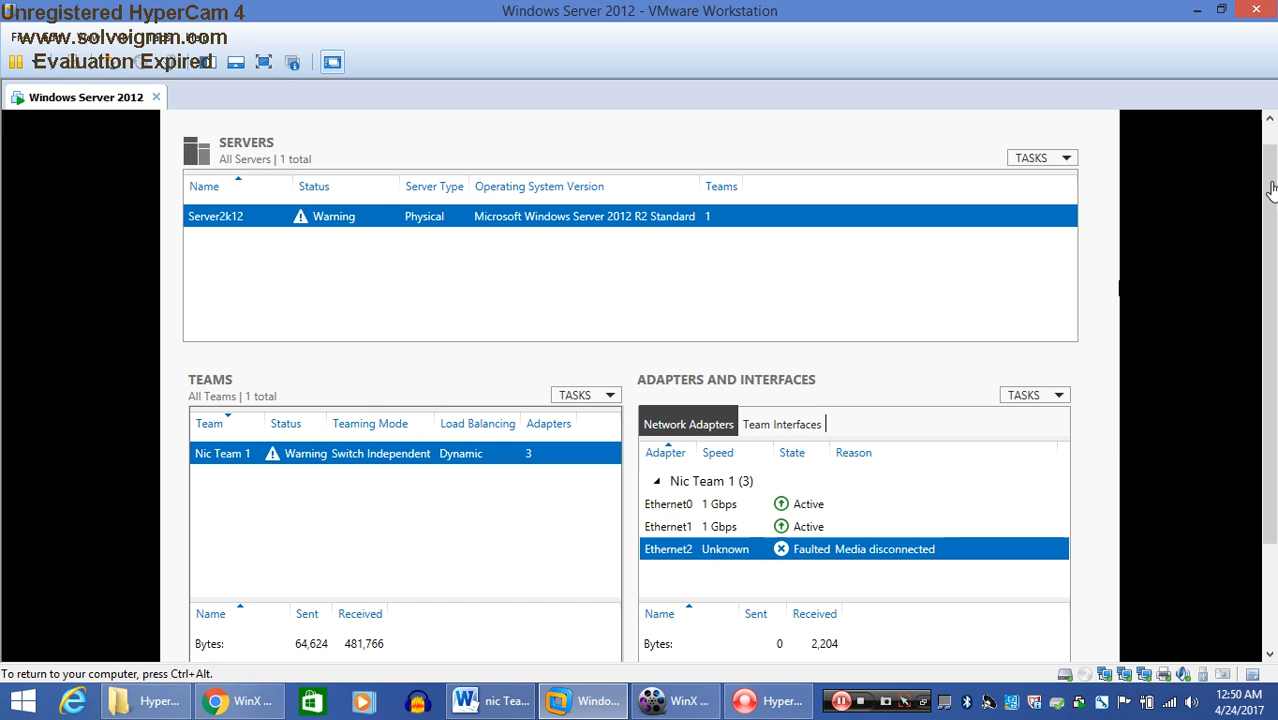 Unregistered HyperCam 4
Windows Server 2012 - VMware Workstation
www.solveigmm.com
Evaluation Expired
Windows Server 2012
SERVERS
All Servers | 1 total
TASKS
Name Status Server Type Operating System Version Teams
Server2k12 Warning Physical Microsoft Windows Server 2012 R2 Standard 1
TEAMS
All Teams | 1 total
TASKS
Team Status Teaming Mode Load Balancing Adapters
Nic Team 1 Warning Switch Independent Dynamic 3
Name Sent Received
Bytes: 64,624 481,766
ADAPTERS AND INTERFACES
TASKS
Network Adapters Team Interfaces
Adapter Speed State Reason
Nic Team 1 (3)
Ethernet0 1 Gbps Active
Ethernet1 1 Gbps Active
Ethernet2 Unknown Faulted Media disconnected
Name Sent Received
Bytes: 0 2,204
To return to your computer, press Ctrl+Alt.
Hyper... WinX ... nic Tea... Windo... WinX ... Hyper...
12:50 AM
4/24/2017